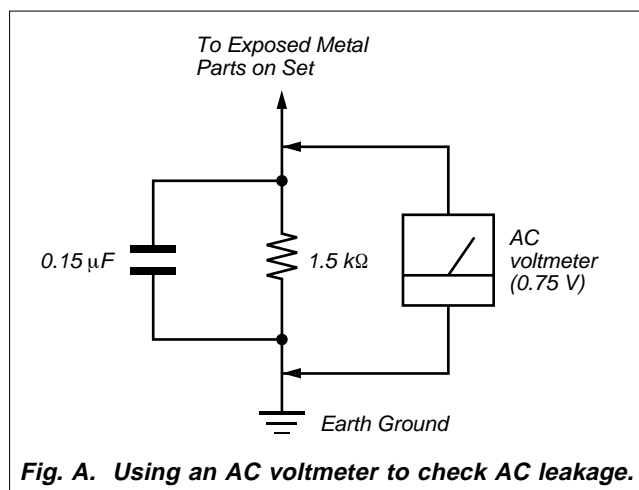 To Exposed Metal
Parts on Set
0.15 μF
1.5 kΩ
AC
voltmeter
(0.75 V)
Earth Ground
Fig. A. Using an AC voltmeter to check AC leakage.